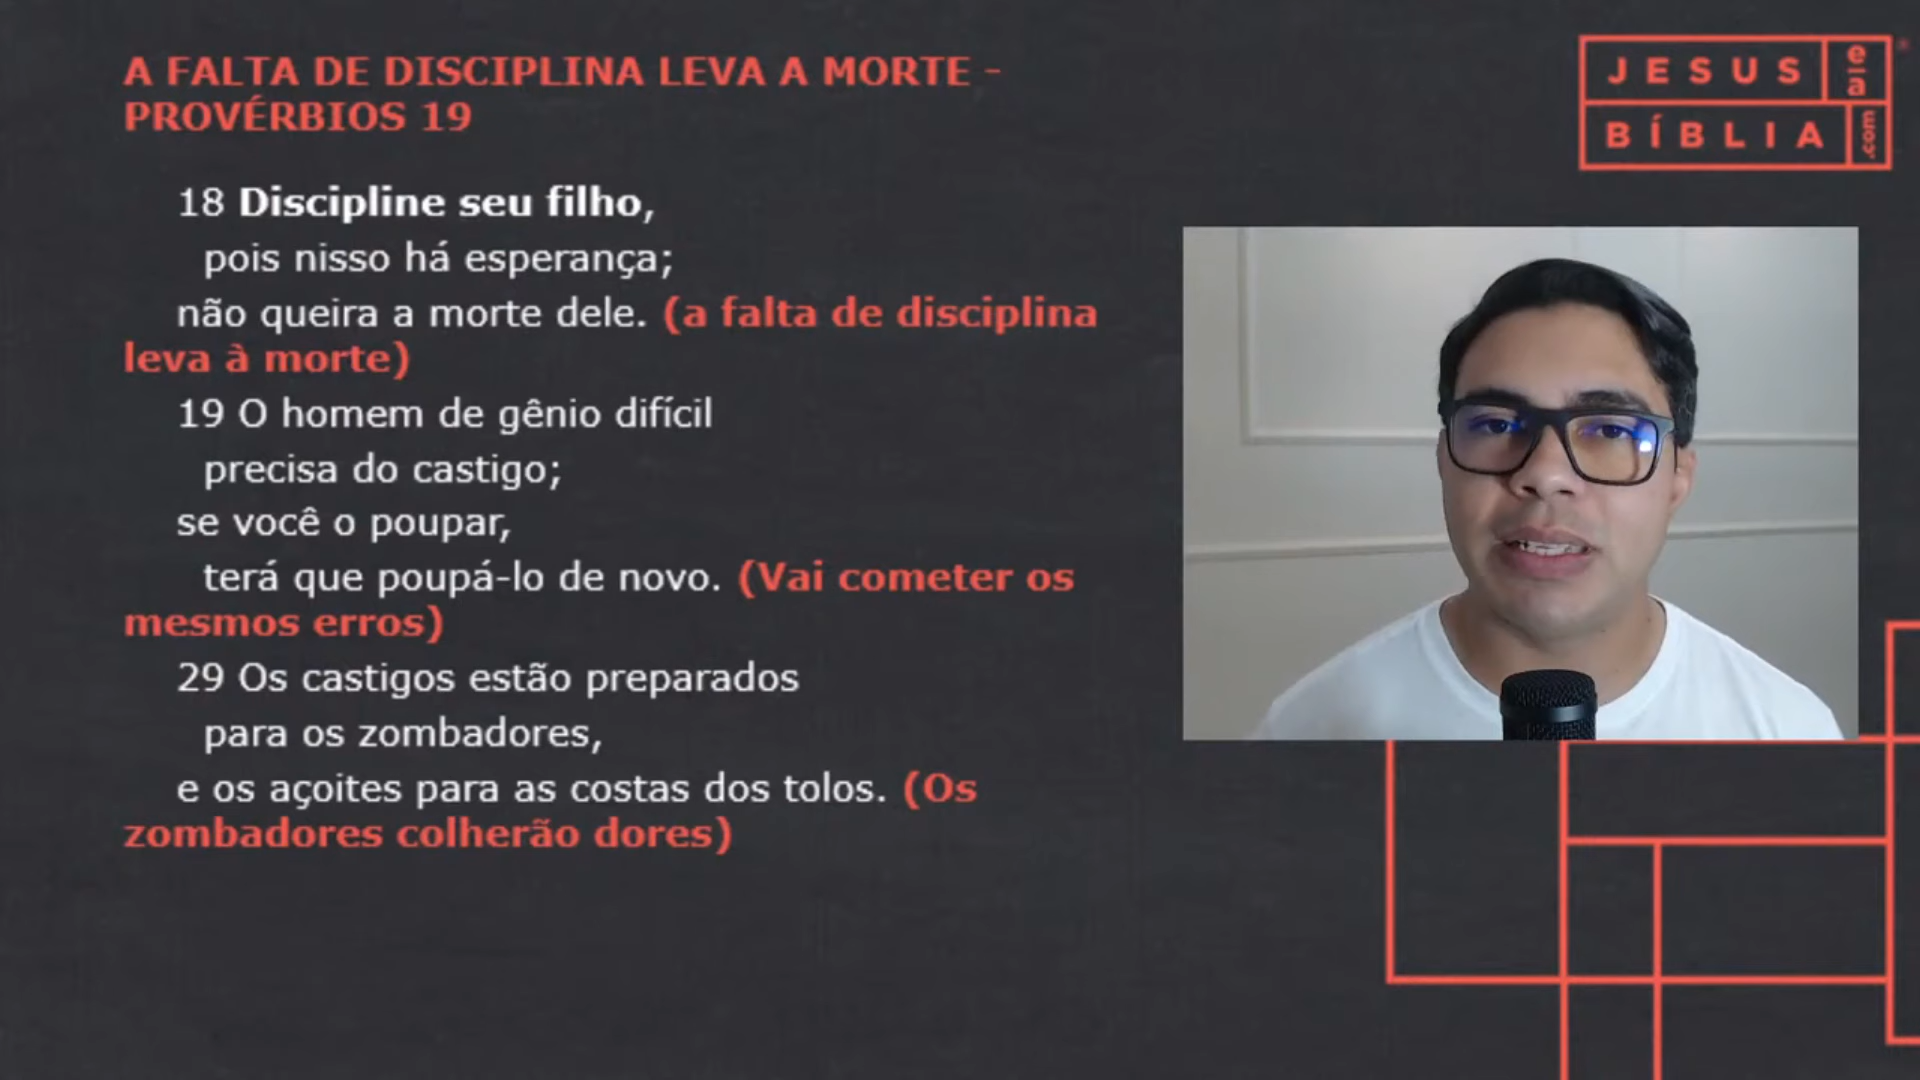 A FALTA DE DISCIPLINA LEVA A MORTE -
PROVÉRBIOS 19
18 Discipline seu filho,
pois nisso há esperança;
não queira a morte dele. (a falta de disciplina
leva à morte)
19 O homem de gênio difícil
precisa do castigo;
se você o poupar,
terá que poupá-lo de novo. (Vai cometer os
mesmos erros)
29 Os castigos estão preparados
para os zombadores,
e os açoites para as costas dos tolos. (Os
zombadores colherão dores)
JESUS e a
BÍBLIA .com